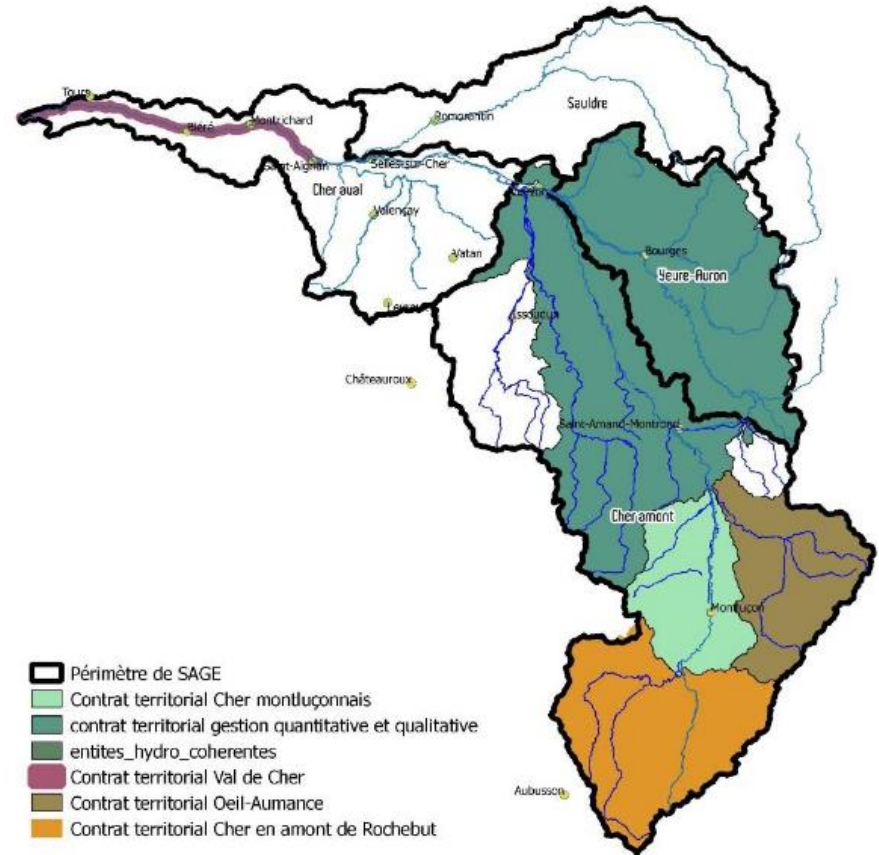 Tours
Bléré
Montrichard
Romorentin
Sauldre
Saint-Aignan
Selles-sur-Cher
Cher aval
Valençay
Vatan
Bourges
Yeure-Auron
Issoudun
Châteauroux
Saint-Amand-Montrond
Cher amont
Montluçon
Aubusson
Périmètre de SAGE
Contrat territorial Cher montluçonnais
contrat territorial gestion quantitative et qualitative
entites_hydro_coherentes
Contrat territorial Val de Cher
Contrat territorial Oeil-Aumance
Contrat territorial Cher en amont de Rochebut